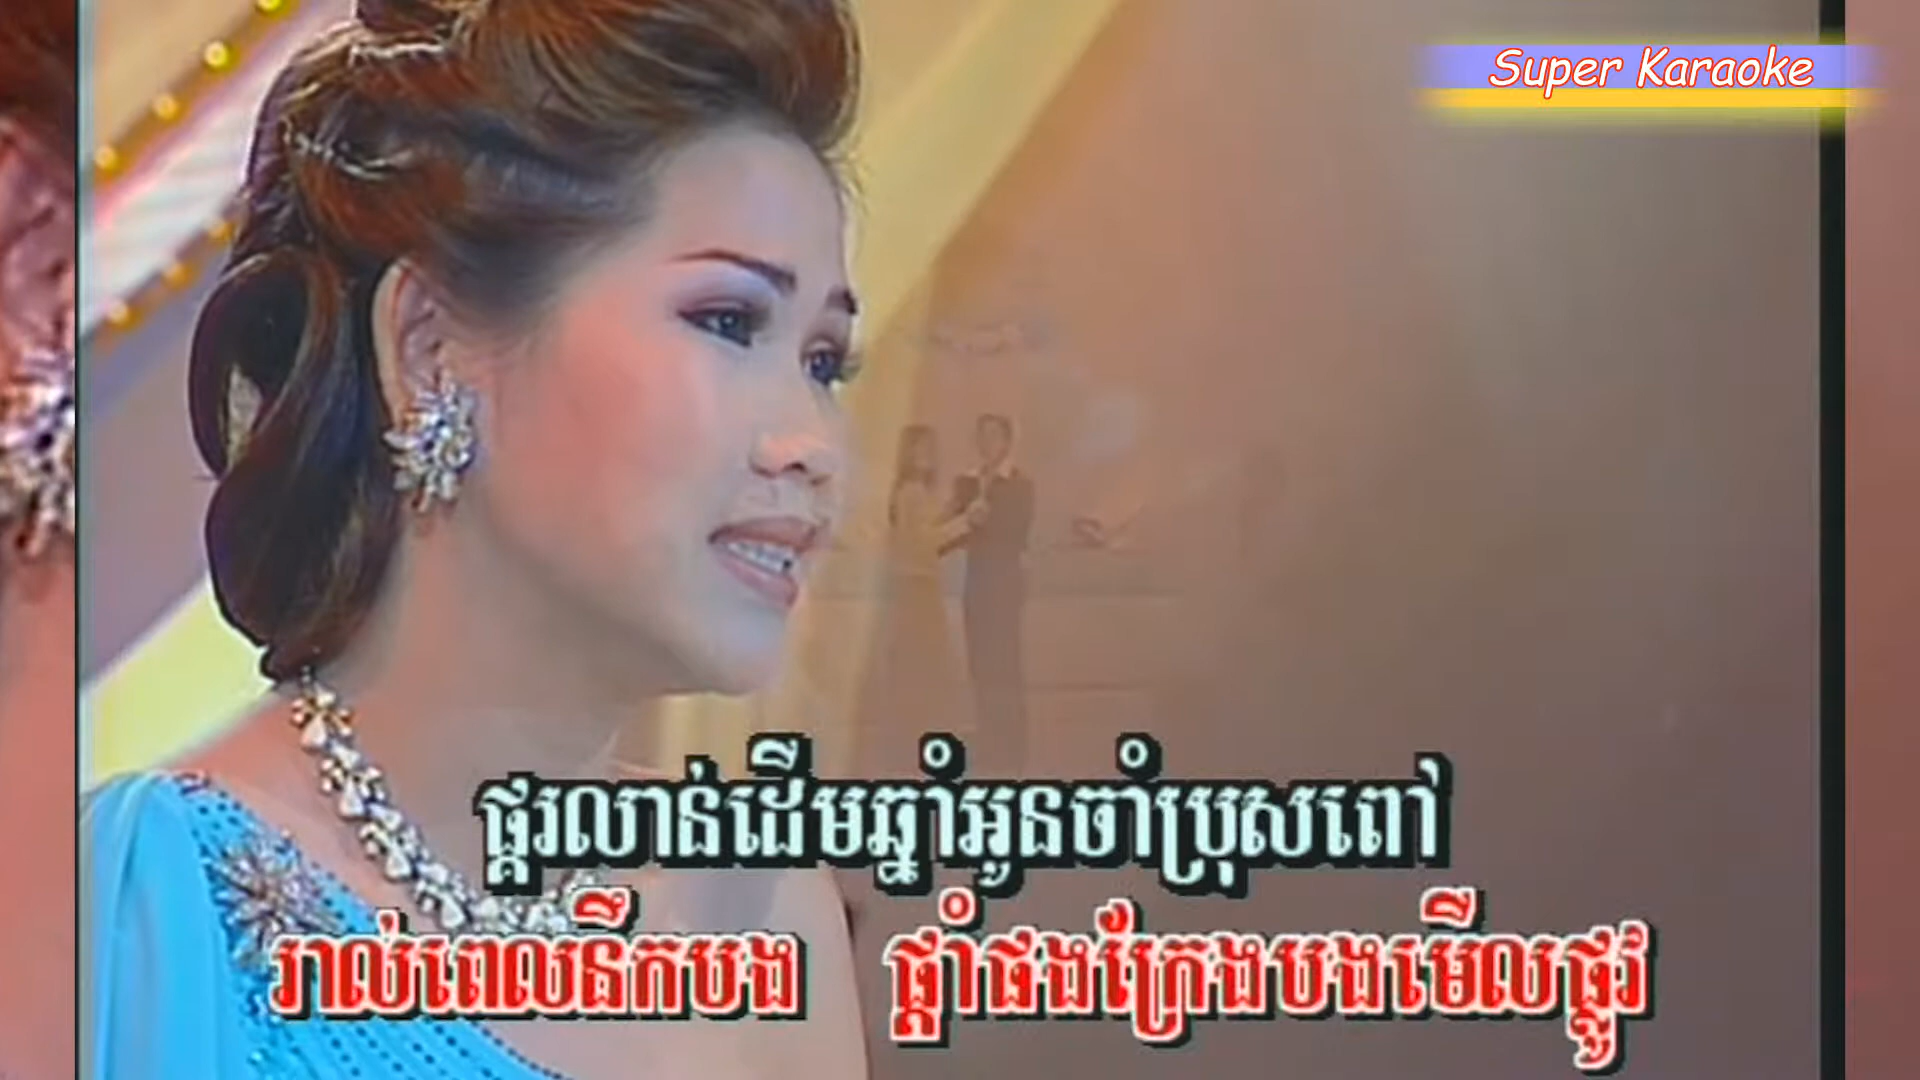 Super Karaoke
ផ្គរលាន់ដើមឆ្នាំអូនចាំប្រុសពៅ
រាល់ពេលនឹកបង ផ្ដាំផងក្រែងបងមើលផ្លូវ